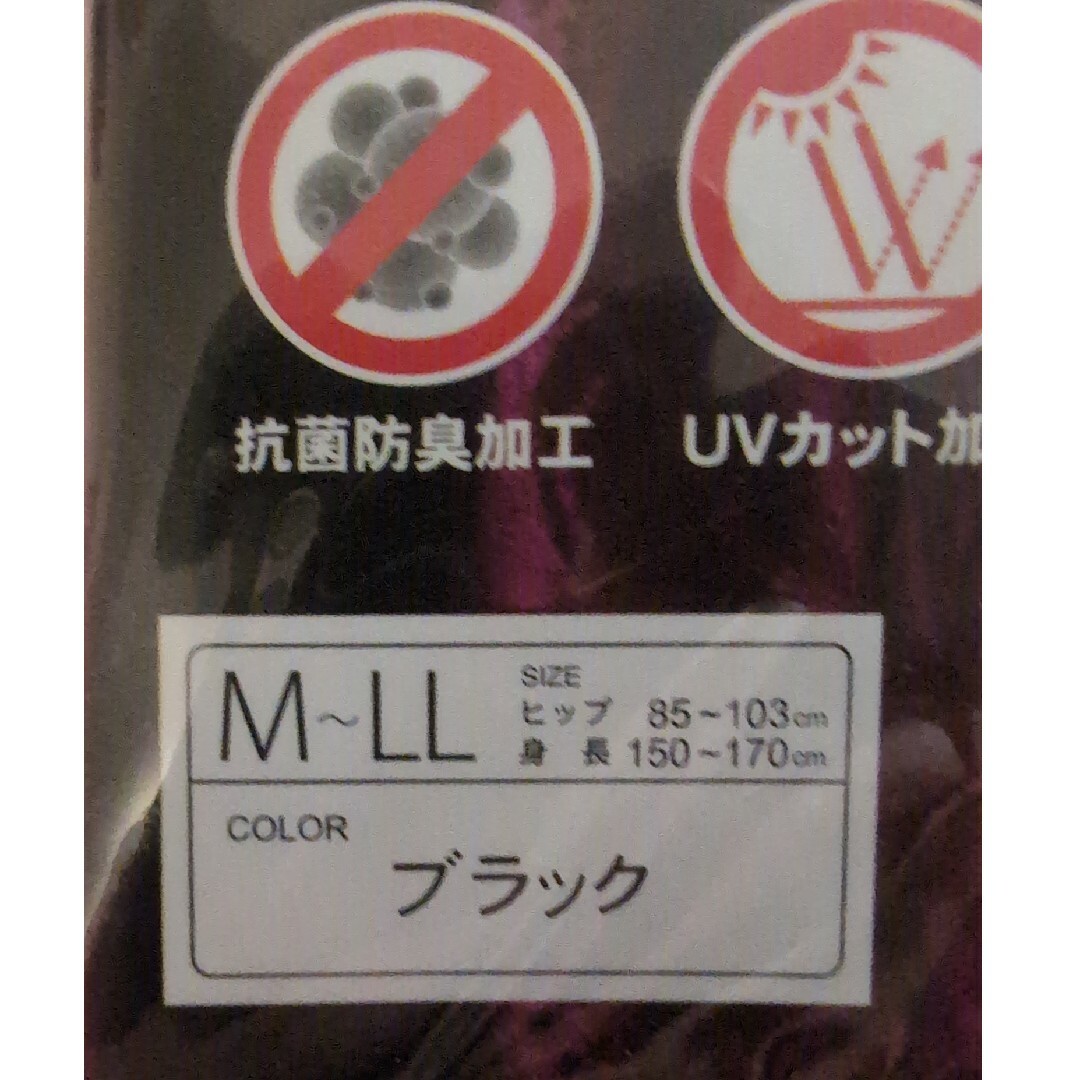 抗菌防臭加工
UVカット加
M~LL
SIZE
ヒップ 85~103cm
身長 150~170cm
COLOR
ブラック